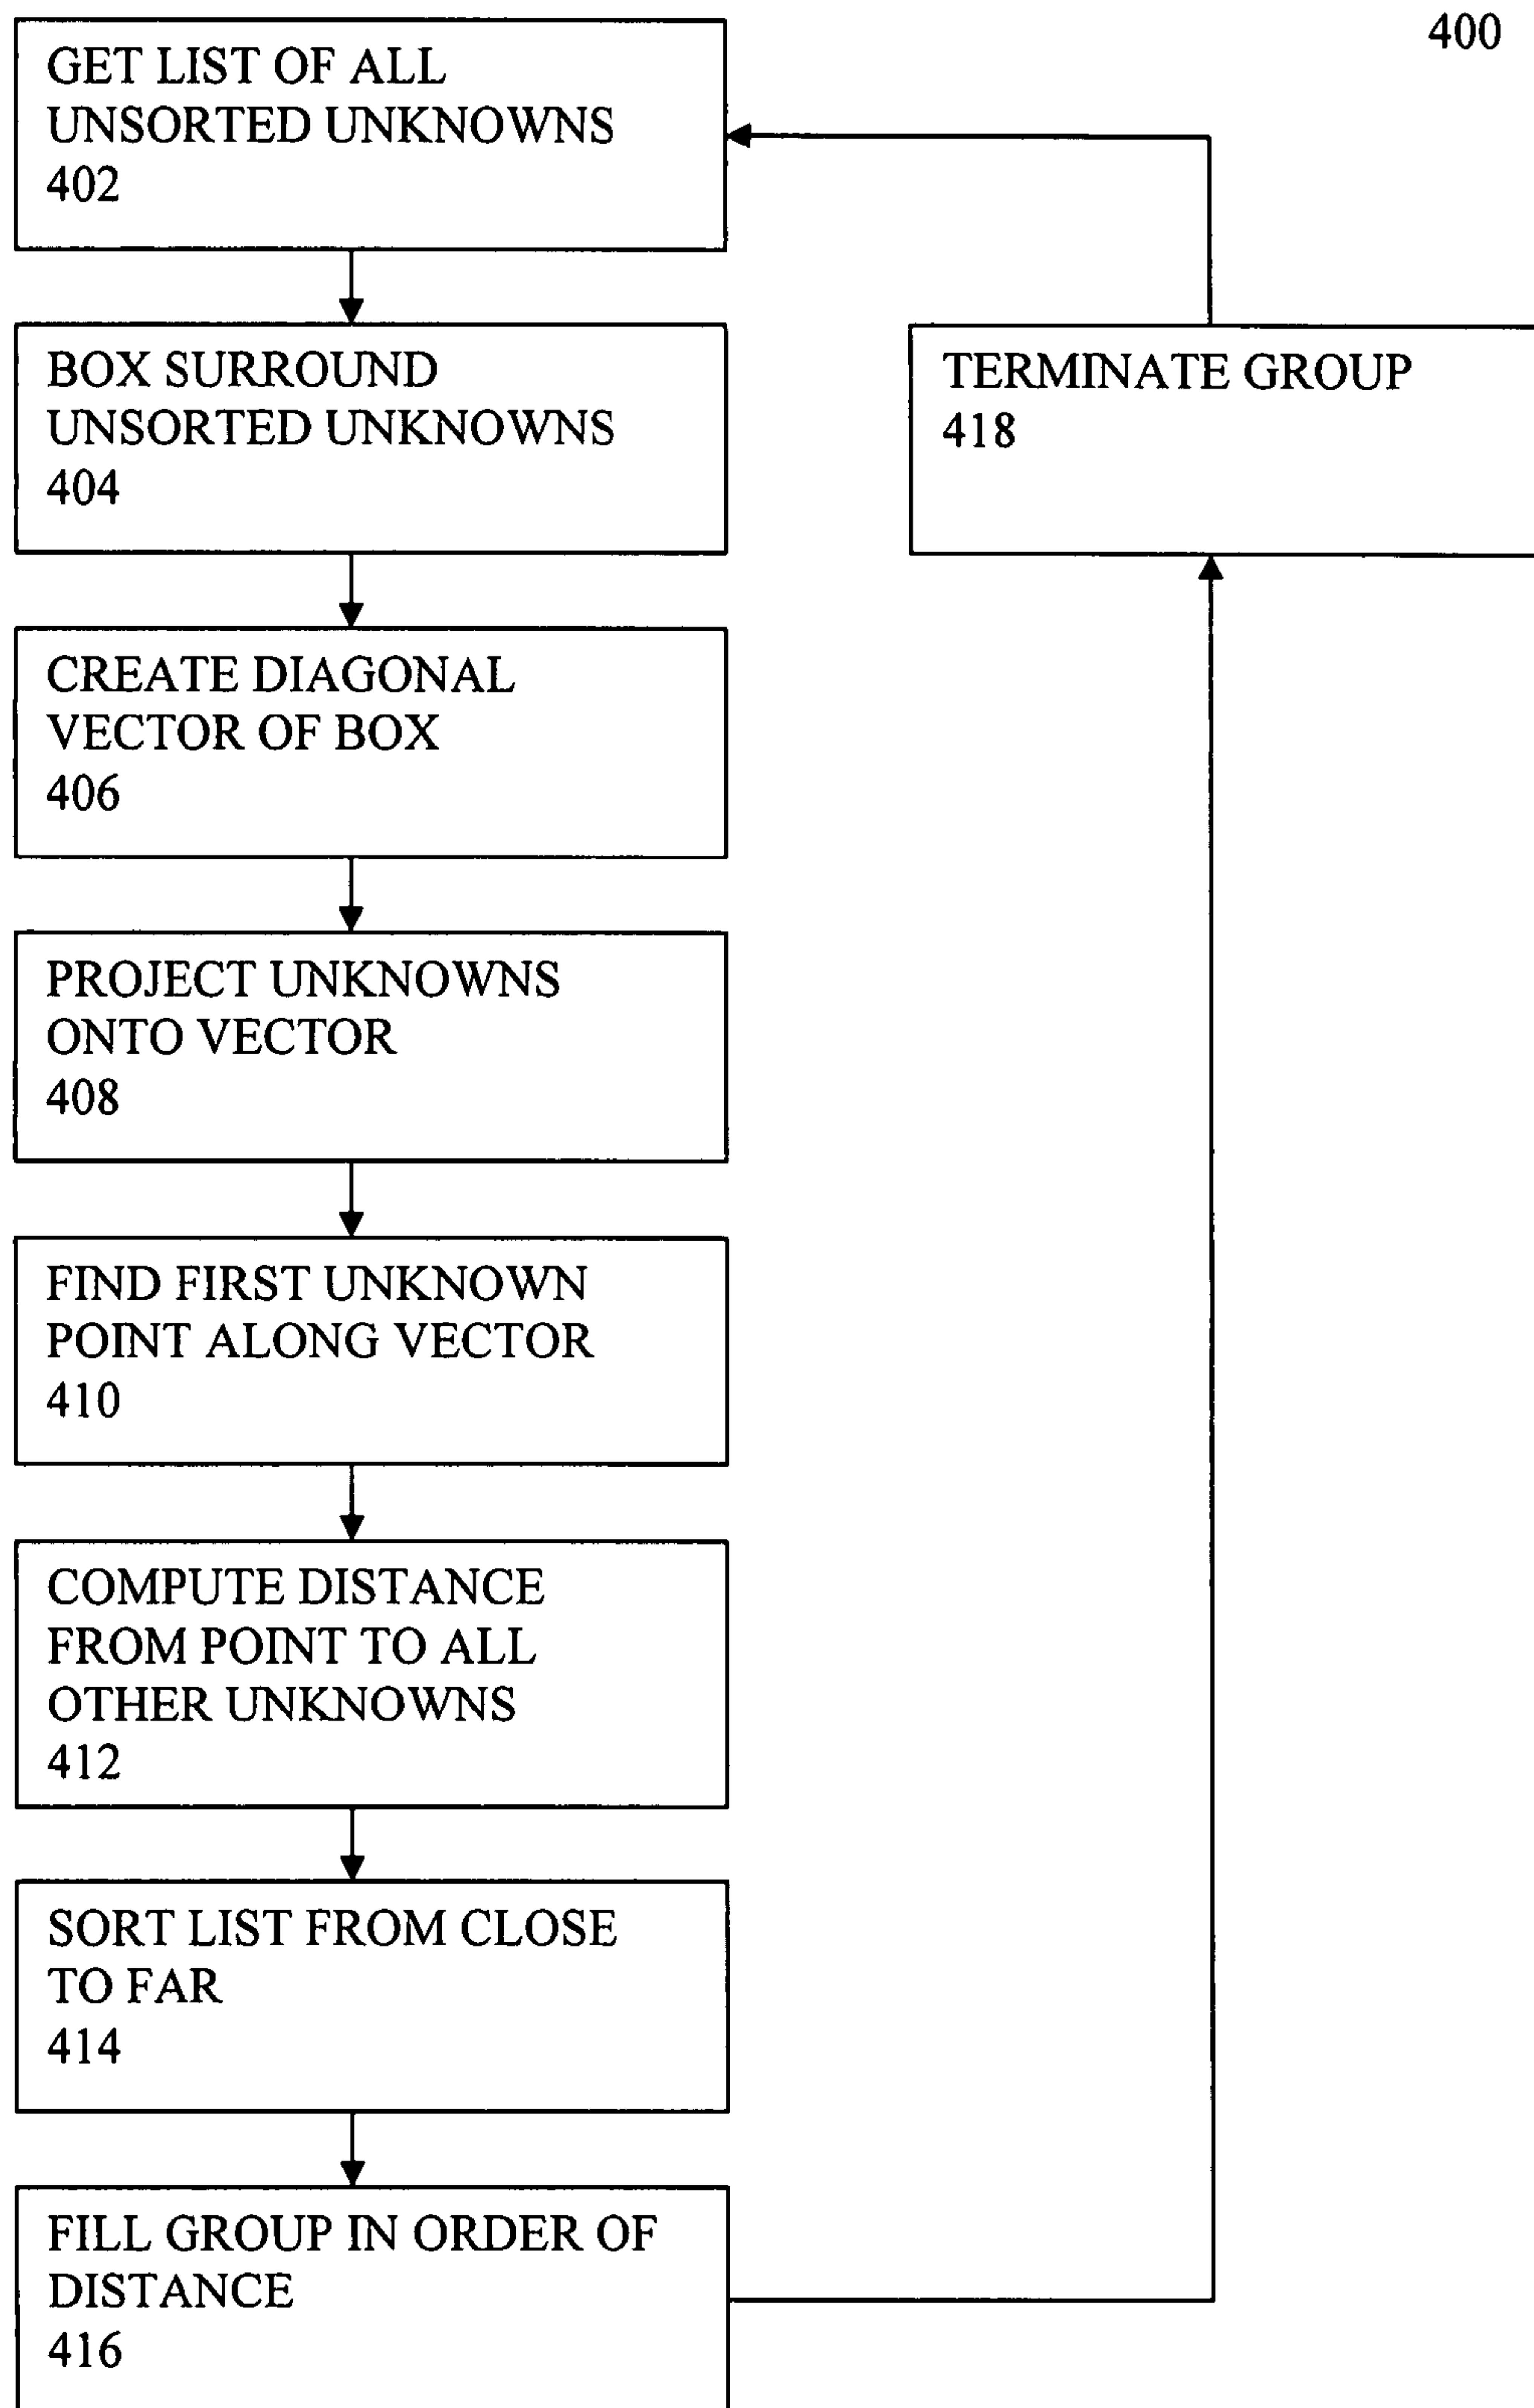 400
GET LIST OF ALL
UNSORTED UNKNOWNS
402
BOX SURROUND
UNSORTED UNKNOWNS
404
CREATE DIAGONAL
VECTOR OF BOX
406
PROJECT UNKNOWNS
ONTO VECTOR
408
FIND FIRST UNKNOWN
POINT ALONG VECTOR
410
COMPUTE DISTANCE
FROM POINT TO ALL
OTHER UNKNOWNS
412
SORT LIST FROM CLOSE
TO FAR
414
FILL GROUP IN ORDER OF
DISTANCE
416
TERMINATE GROUP
418